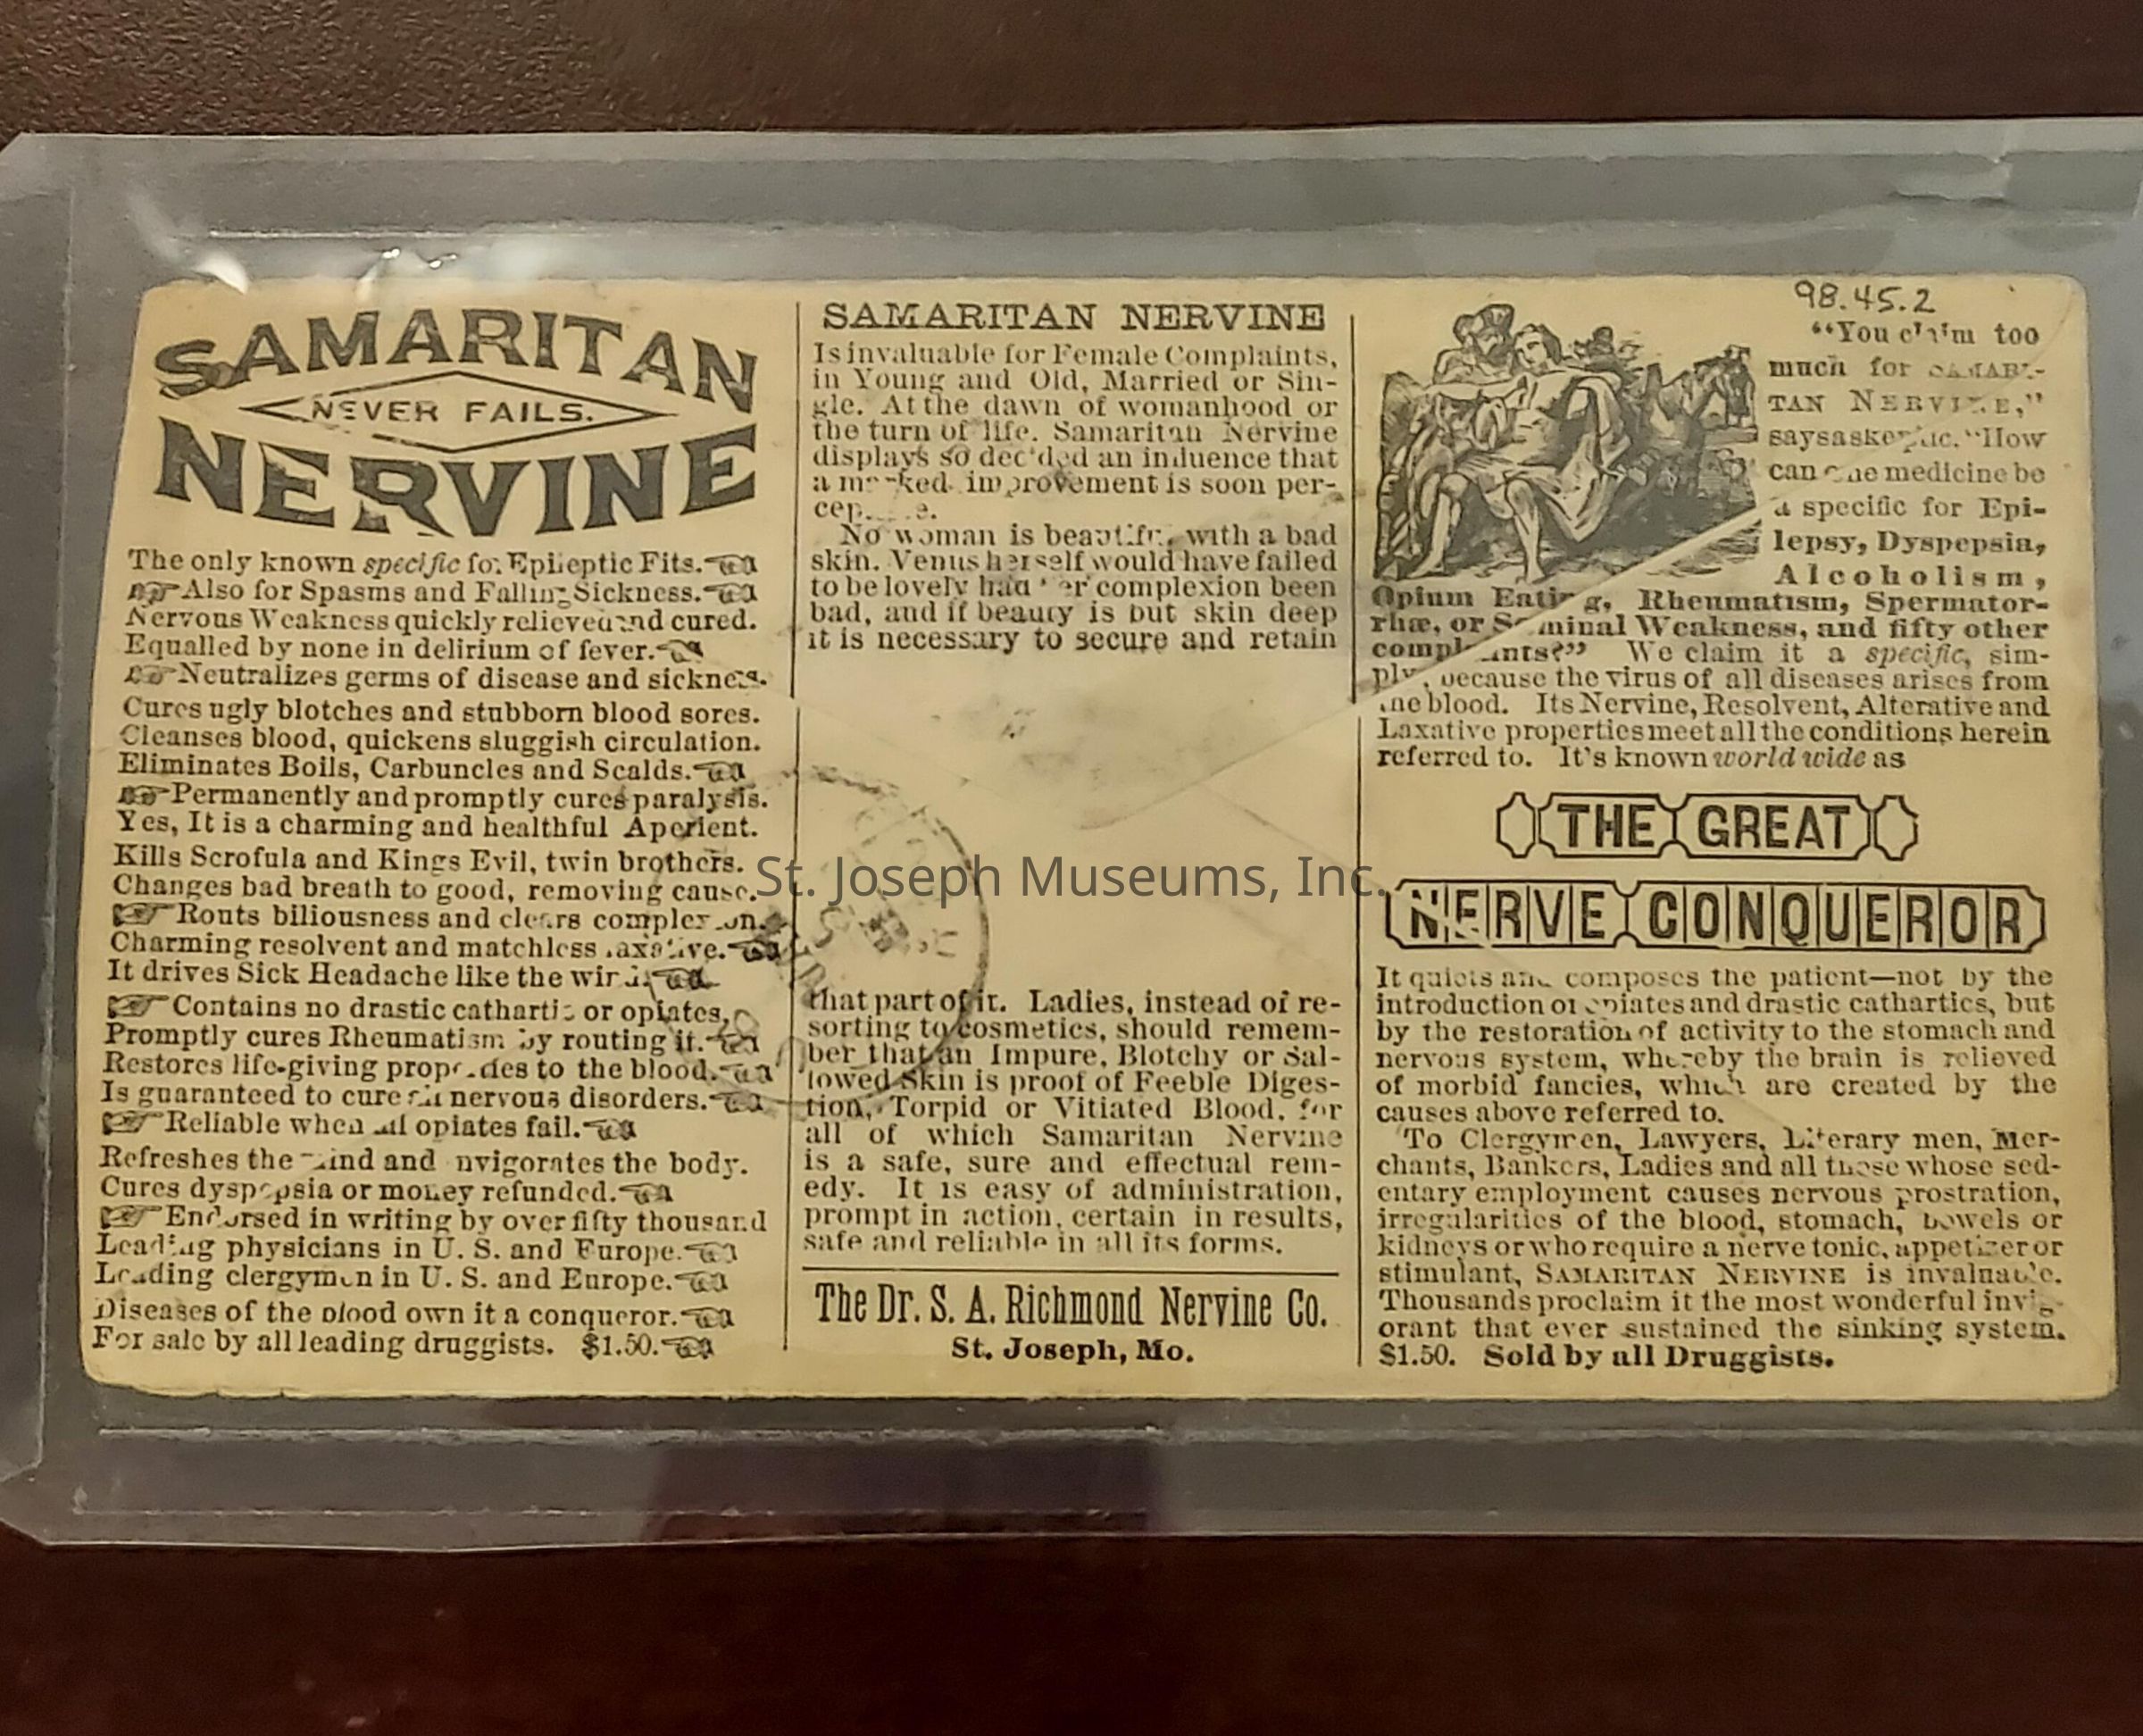 SAMARITAN
NEVER FAILS.
NERVINE
The only known specific for Epileptic Fits.
Also for Spasms and Falling Sickness.
Nervous Weakness quickly relieved and cured.
Equalled by none in delirium of fever.
Neutralizes germs of disease and sickness.
Cures ugly blotches and stubborn blood sores.
Cleanses blood, quickens sluggish circulation.
Eliminates Boils, Carbuncles and Scalds.
Permanently and promptly cures paralysis.
Yes, It is a charming and healthful Aperient.
Kills Scrofula and Kings Evil, twin brothers.
Changes bad breath to good, removing cause.
Routs biliousness and clears complexion.
Charming resolvent and matchless laxative.
It drives Sick Headache like the wind.
Contains no drastic cathartic or opiates.
Promptly cures Rheumatism by routing it.
Restores life-giving properties to the blood.
Is guaranteed to cure all nervous disorders.
Reliable when all opiates fail.
Refreshes the mind and invigorates the body.
Cures dyspepsia or money refunded.
Endorsed in writing by over fifty thousand
Leading physicians in U. S. and Europe.
Leading clergymen in U. S. and Europe.
Diseases of the blood own it a conqueror.
For sale by all leading druggists. $1.50.
SAMARITAN NERVINE
Is invaluable for Female Complaints,
in Young and Old, Married or Sin-
gle. At the dawn of womanhood or
the turn of life. Samaritan Nervine
displays so decided an influence that
a marked improvement is soon per-
No woman is beautiful with a bad
skin. Venus herself would have failed
to be lovely had her complexion been
bad, and if beauty is but skin deep
it is necessary to secure and retain
that part of it. Ladies, instead of re-
sorting to cosmetics, should remem-
ber that an Impure, Blotchy or Sal-
lowed Skin is proof of Feeble Diges-
tion, Torpid or Vitiated Blood, for
all of which Samaritan Nervine
is a safe, sure and effectual rem-
edy. It is easy of administration,
prompt in action, certain in results,
safe and reliable in all its forms.
The Dr. S. A. Richmond Nervine Co.
St. Joseph, Mo.
98.45.2
"You claim too
much for SAMARI-
TAN NERVINE,"
says a skeptic. "How
can one medicine be
a specific for Epi-
lepsy, Dyspepsia,
Alcoholism,
Opium Eating, Rheumatism, Spermator-
rhœ, or Seminal Weakness, and fifty other
complaints?" We claim it a specific, sim-
ply, because the virus of all diseases arises from
the blood. Its Nervine, Resolvent, Alterative and
Laxative properties meet all the conditions herein
referred to. It's known world wide as
THE GREAT
NERVE CONQUEROR
It quiets and composes the patient—not by the
introduction of opiates and drastic cathartics, but
by the restoration of activity to the stomach and
nervous system, whereby the brain is relieved
of morbid fancies, which are created by the
causes above referred to.
To Clergymen, Lawyers, Literary men, Mer-
chants, Bankers, Ladies and all those whose sed-
entary employment causes nervous prostration,
irregularities of the blood, stomach, bowels or
kidneys or who require a nerve tonic, appetizer or
stimulant, SAMARITAN NERVINE is invaluable.
Thousands proclaim it the most wonderful invig-
orant that ever sustained the sinking system.
$1.50. Sold by all Druggists.
St. Joseph Museums, Inc.